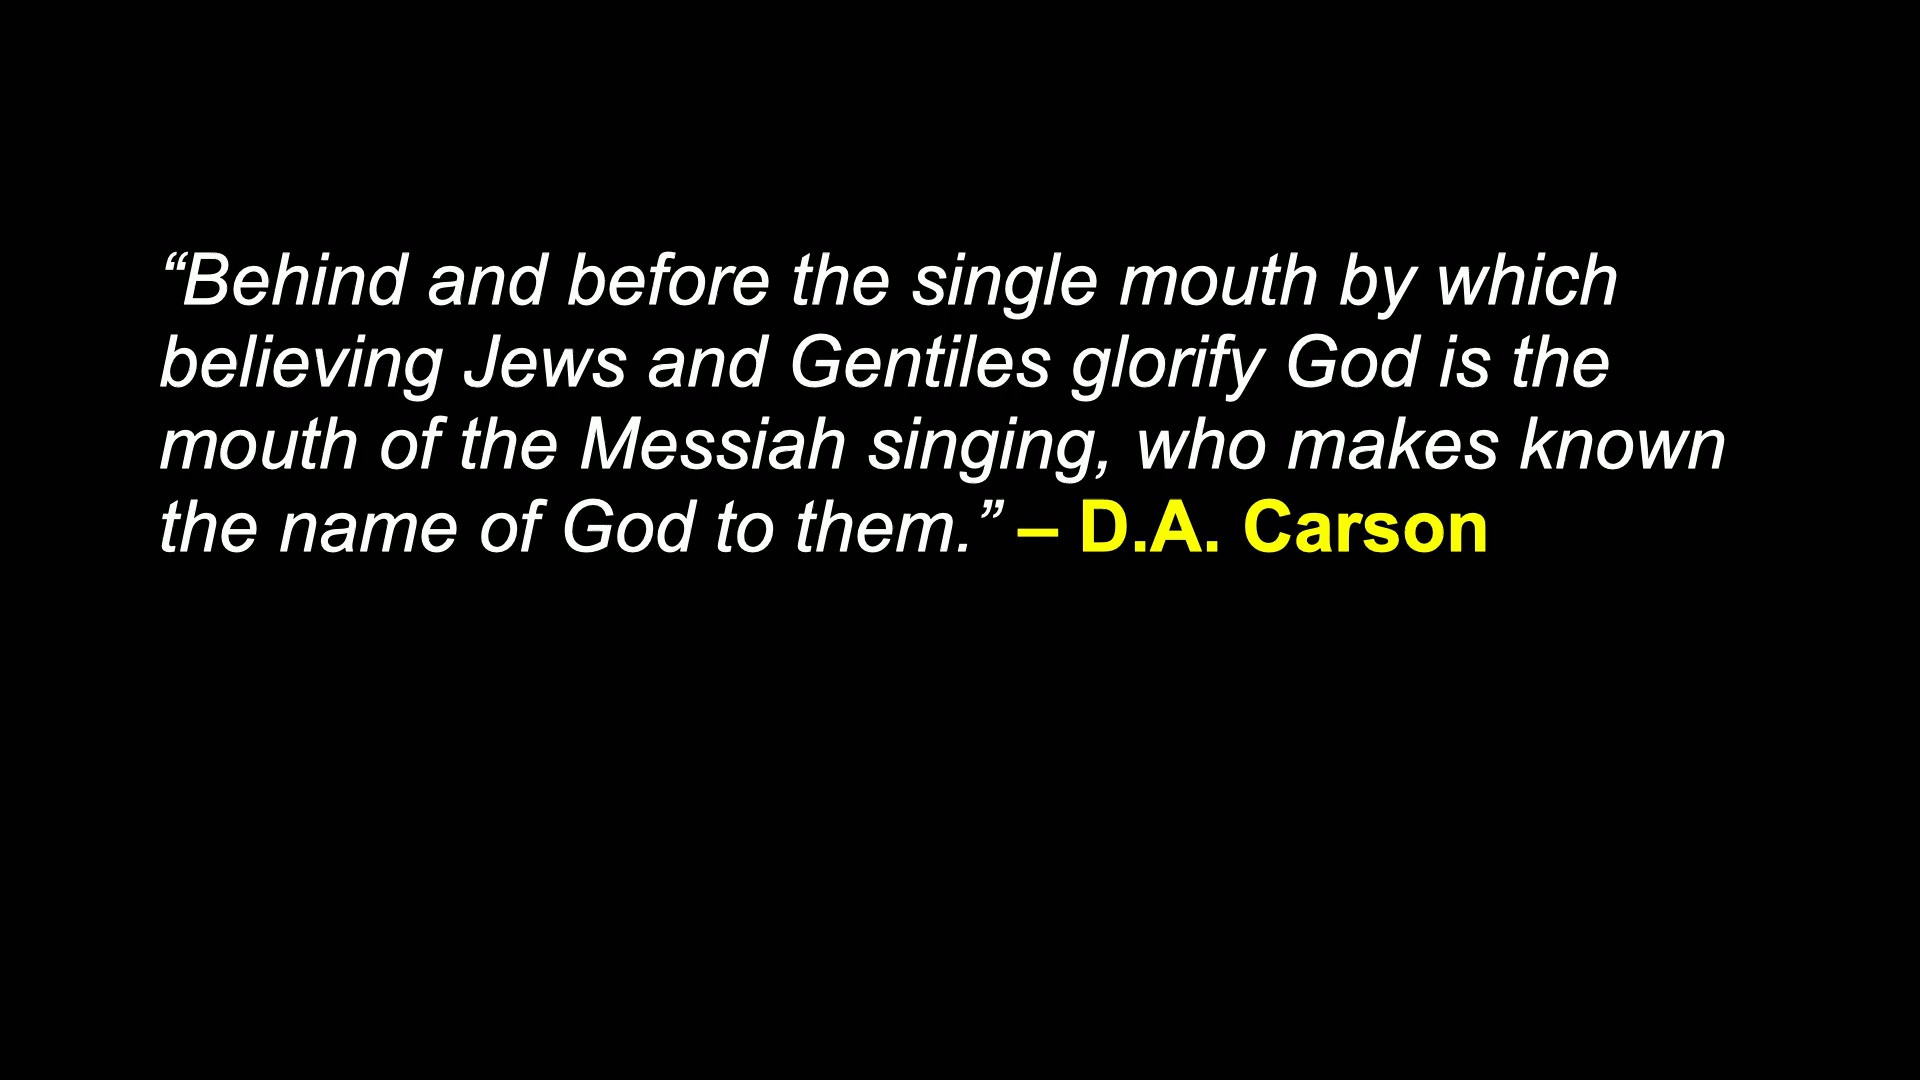 “Behind and before the single mouth by which
believing Jews and Gentiles glorify God is the
mouth of the Messiah singing, who makes known
the name of God to them.” – D.A. Carson